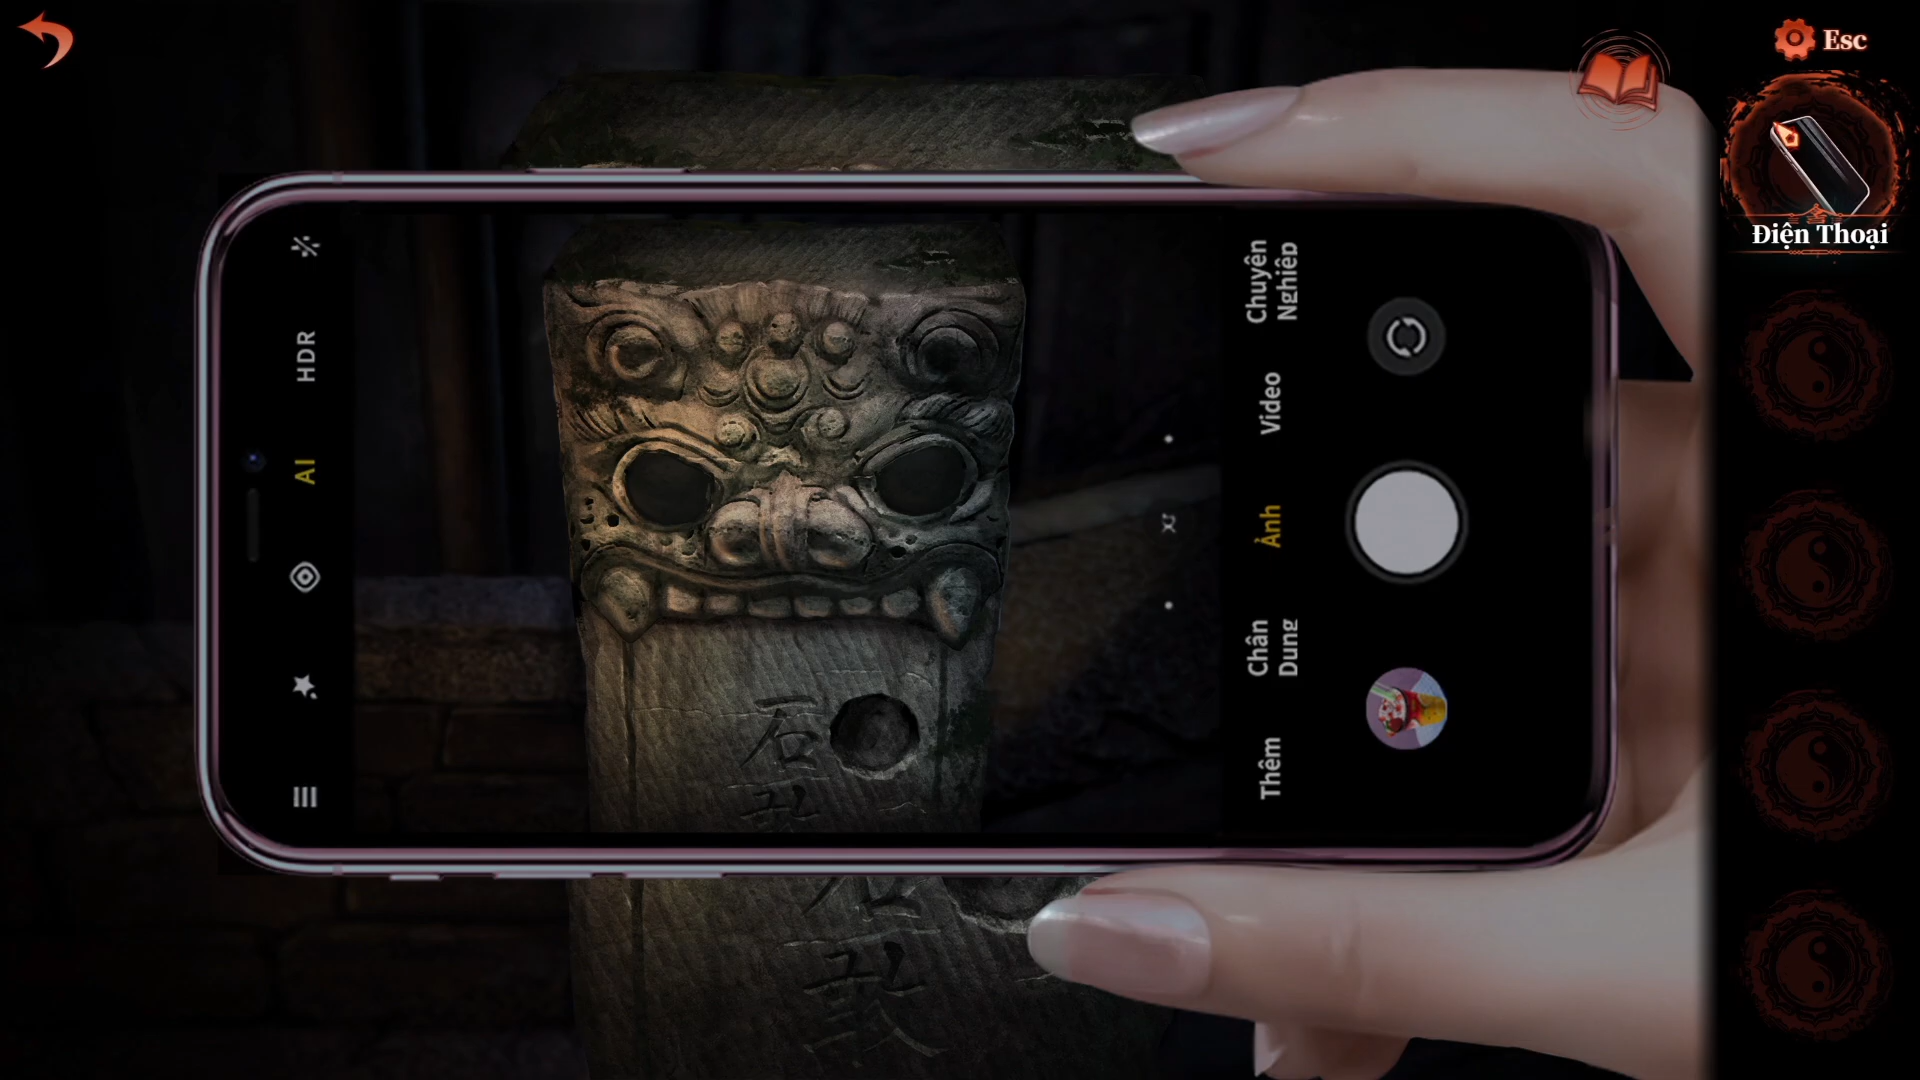 Esc
Điện Thoại
HDR
AI
Chuyên
Nghiệp
Video
Ảnh
Chân
Dung
Thêm
石